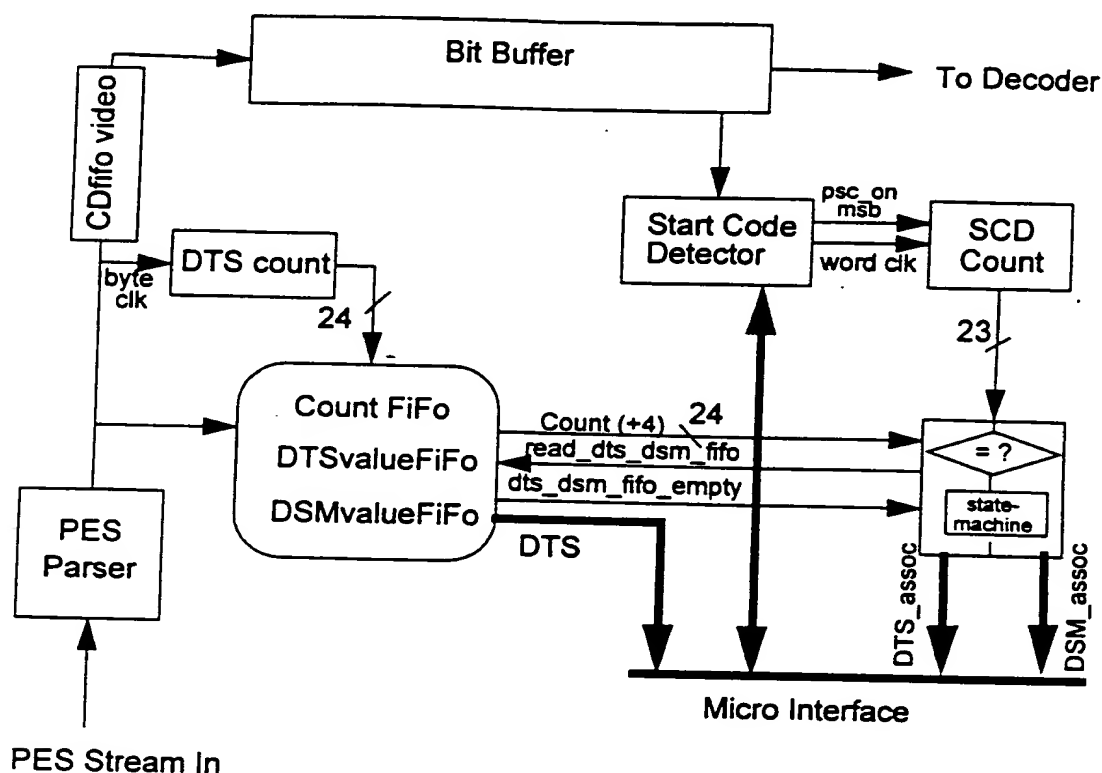 Bit Buffer
To Decoder
CDfifo video
byte
clk
DTS count
24
Start Code
Detector
psc_on
msb
word clk
SCD
Count
23
Count FiFo
DTSvalueFiFo
DSMvalueFiFo
Count (+4)
24
read_dts_dsm_fifo
dts_dsm_fifo_empty
DTS
= ?
state-
machine
DTS_assoc
DSM_assoc
PES
Parser
Micro Interface
PES Stream In